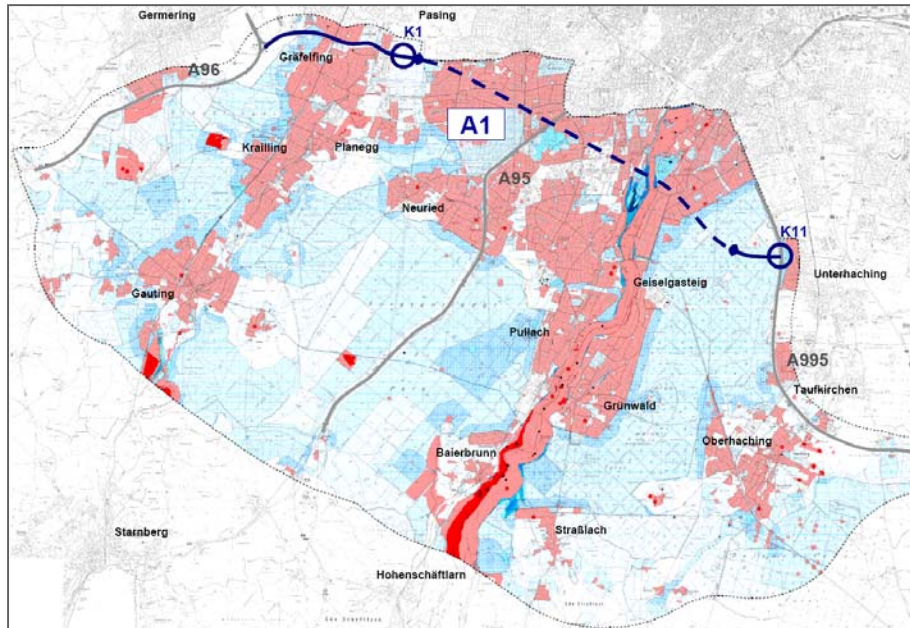 Germering
Pasing
K1
Gräfelfing
A96
A1
Krailling
Planegg
A95
Neuried
K11
Unterhaching
Gauting
Geiselgasteig
Pullach
A995
Taufkirchen
Grünwald
Oberhaching
Baierbrunn
Starnberg
Straßlach
Hohenschäftlarn